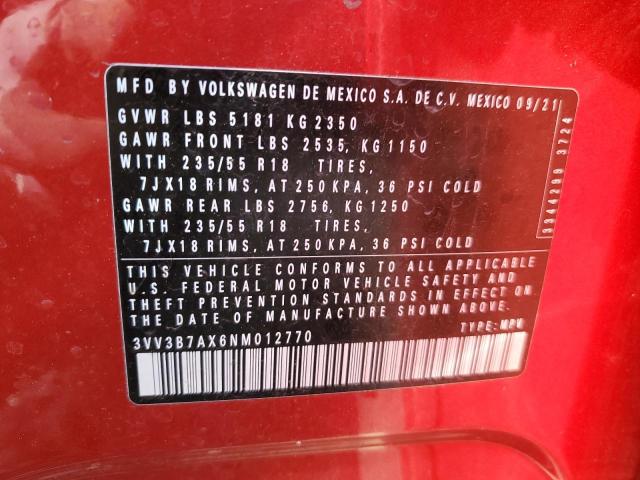 MFD. BY VOLKSWAGEN DE MEXICO S.A. DE C.V. MEXICO 09/21
GVWR LBS 5181 KG 2350
GAWR FRONT LBS 2535, KG 1150
WITH 235/55 R18 TIRES,
7JX18 RIMS, AT 250 KPA, 36 PSI COLD
GAWR REAR LBS 2756, KG 1250
WITH 235/55 R18 TIRES,
7JX18 RIMS, AT 250 KPA, 36 PSI COLD
THIS VEHICLE CONFORMS TO ALL APPLICABLE
U.S. FEDERAL MOTOR VEHICLE SAFETY AND
THEFT PREVENTION STANDARDS IN EFFECT ON
THE DATE OF MANUFACTURE SHOWN ABOVE.
3VV3B7AX6NM012770 TYPE: MPV
3344299 3724